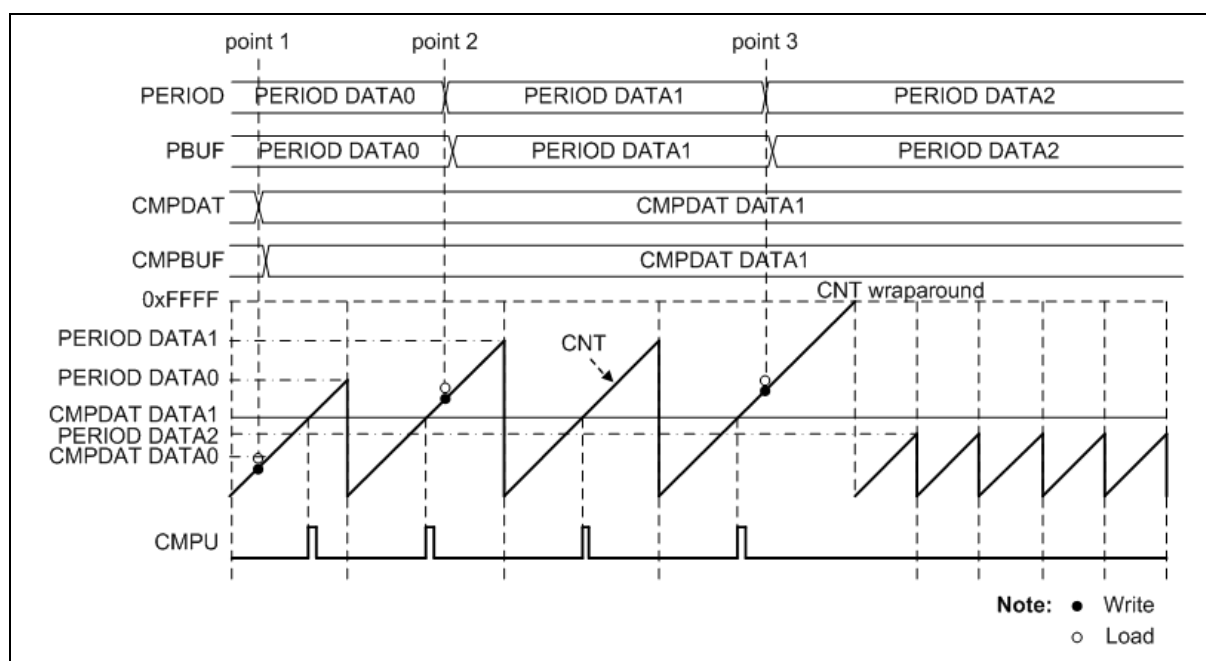 point 1 point 2 point 3
PERIOD PERIOD DATA0 PERIOD DATA1 PERIOD DATA2
PBUF PERIOD DATA0 PERIOD DATA1 PERIOD DATA2
CMPDAT CMPDAT DATA1
CMPBUF CMPDAT DATA1
0xFFFF CNT wraparound
PERIOD DATA1 CNT
PERIOD DATA0
CMPDAT DATA1
PERIOD DATA2
CMPDAT DATA0
CMPU
Note: ● Write
○ Load